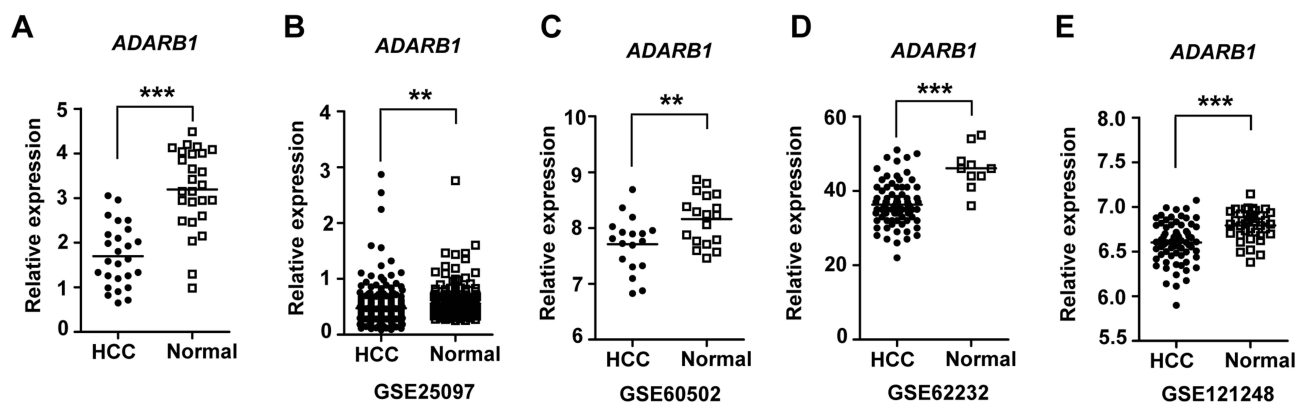 A
ADARB1
***
Relative expression
5
4
3
2
1
0
HCC Normal
B
ADARB1
**
Relative expression
4
3
2
1
0
HCC Normal
GSE25097
C
ADARB1
**
Relative expression
10
9
8
7
6
HCC Normal
GSE60502
D
ADARB1
***
Relative expression
60
40
20
0
HCC Normal
GSE62232
E
ADARB1
***
Relative expression
8.0
7.5
7.0
6.5
6.0
5.5
HCC Normal
GSE121248